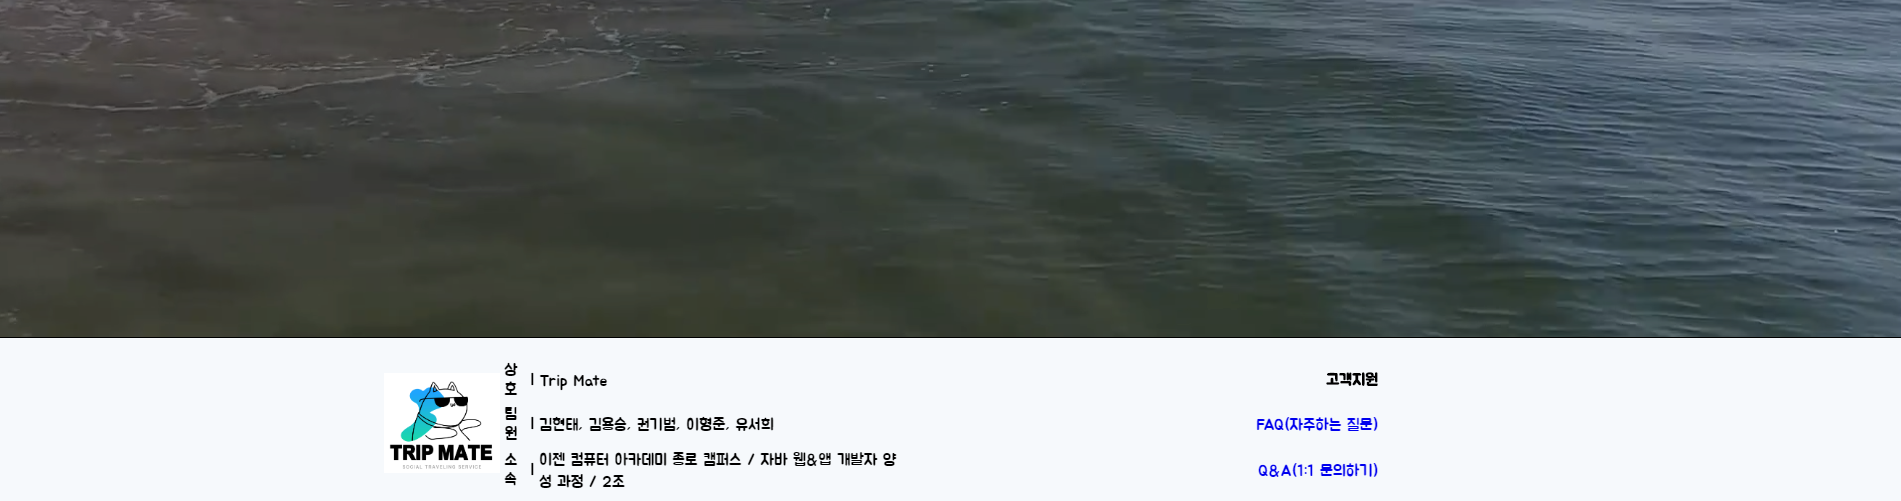 TRIP MATE
SOCIAL TRAVELING SERVICE
상
호
| Trip Mate
팀
원
| 김현태, 김용승, 권기범, 이형준, 유서희
소
속
| 이젠 컴퓨터 아카데미 종로 캠퍼스 / 자바 웹&앱 개발자 양
성 과정 / 2조
고객지원
FAQ(자주하는 질문)
Q&A(1:1 문의하기)